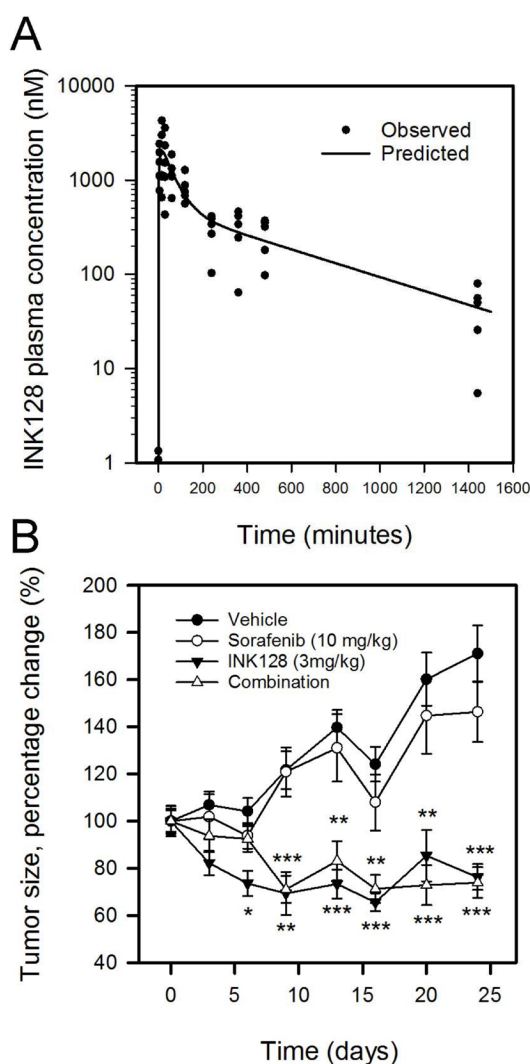 A
INK128 plasma concentration (nM)
10000
1000
100
10
1
Observed
Predicted
0 200 400 600 800 1000 1200 1400 1600
Time (minutes)
B
Tumor size, percentage change (%)
200
180
160
140
120
100
80
60
40
Vehicle
Sorafenib (10 mg/kg)
INK128 (3mg/kg)
Combination
** **
*** ** ***
* ** *** *** *** ***
0 5 10 15 20 25
Time (days)